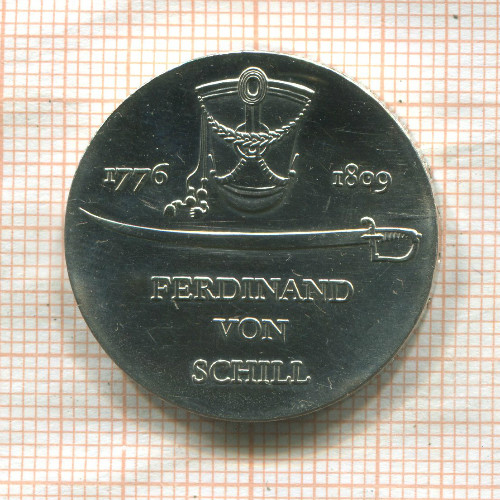 1776 1809
FERDINAND
VON
SCHILL